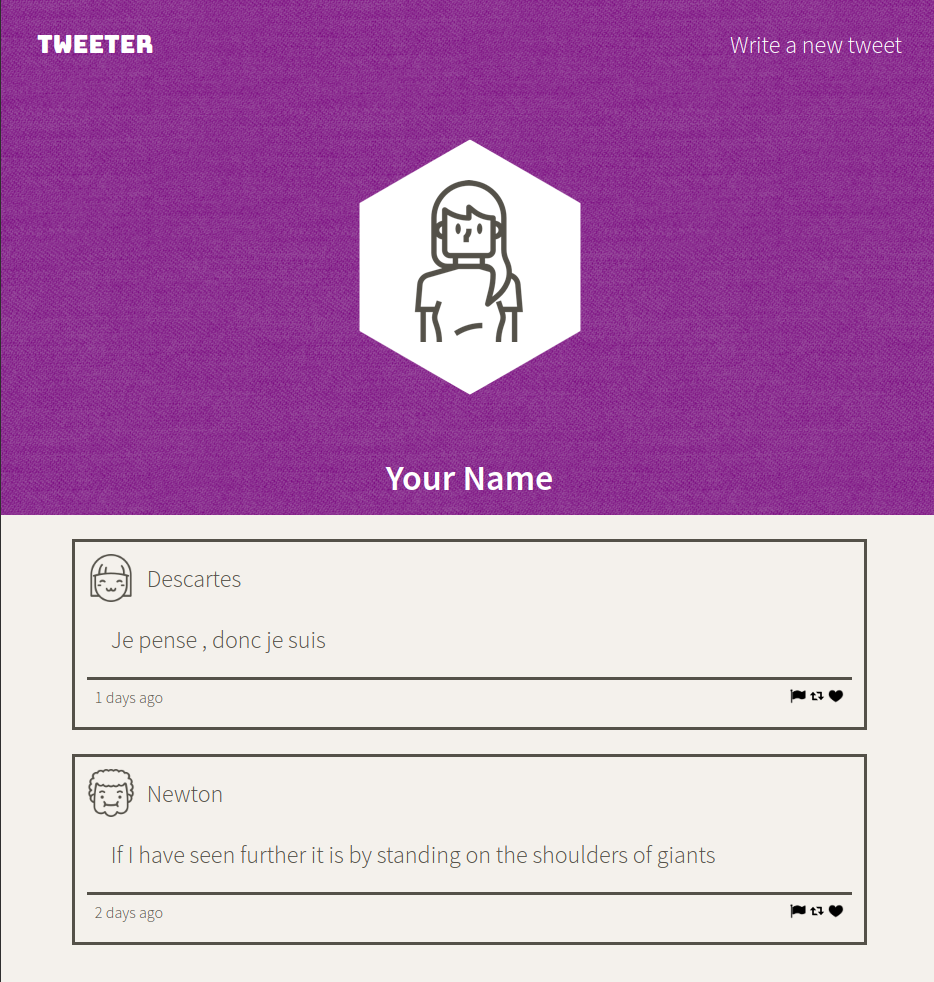 TWEETER
Write a new tweet
Your Name
Descartes
Je pense , donc je suis
1 days ago
Newton
If I have seen further it is by standing on the shoulders of giants
2 days ago